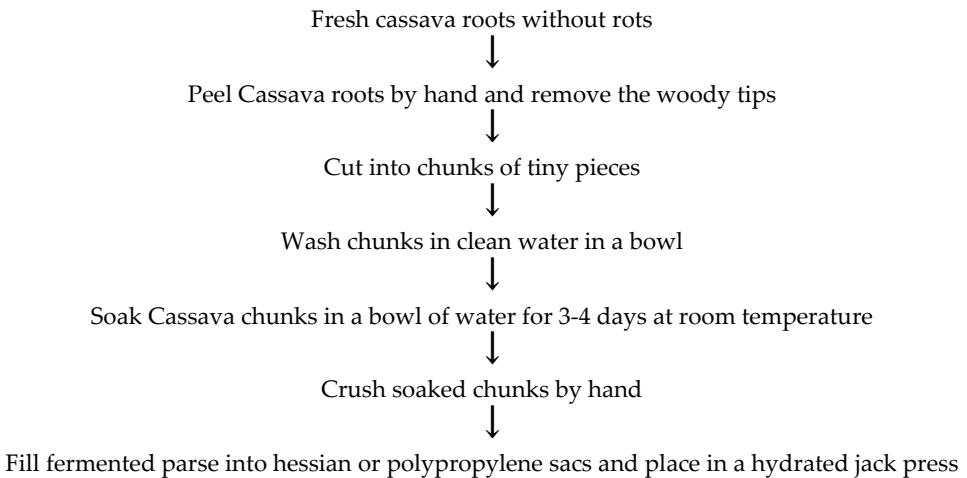 Fresh cassava roots without rots
Peel Cassava roots by hand and remove the woody tips
Cut into chunks of tiny pieces
Wash chunks in clean water in a bowl
Soak Cassava chunks in a bowl of water for 3-4 days at room temperature
Crush soaked chunks by hand
Fill fermented parse into hessian or polypropylene sacs and place in a hydrated jack press